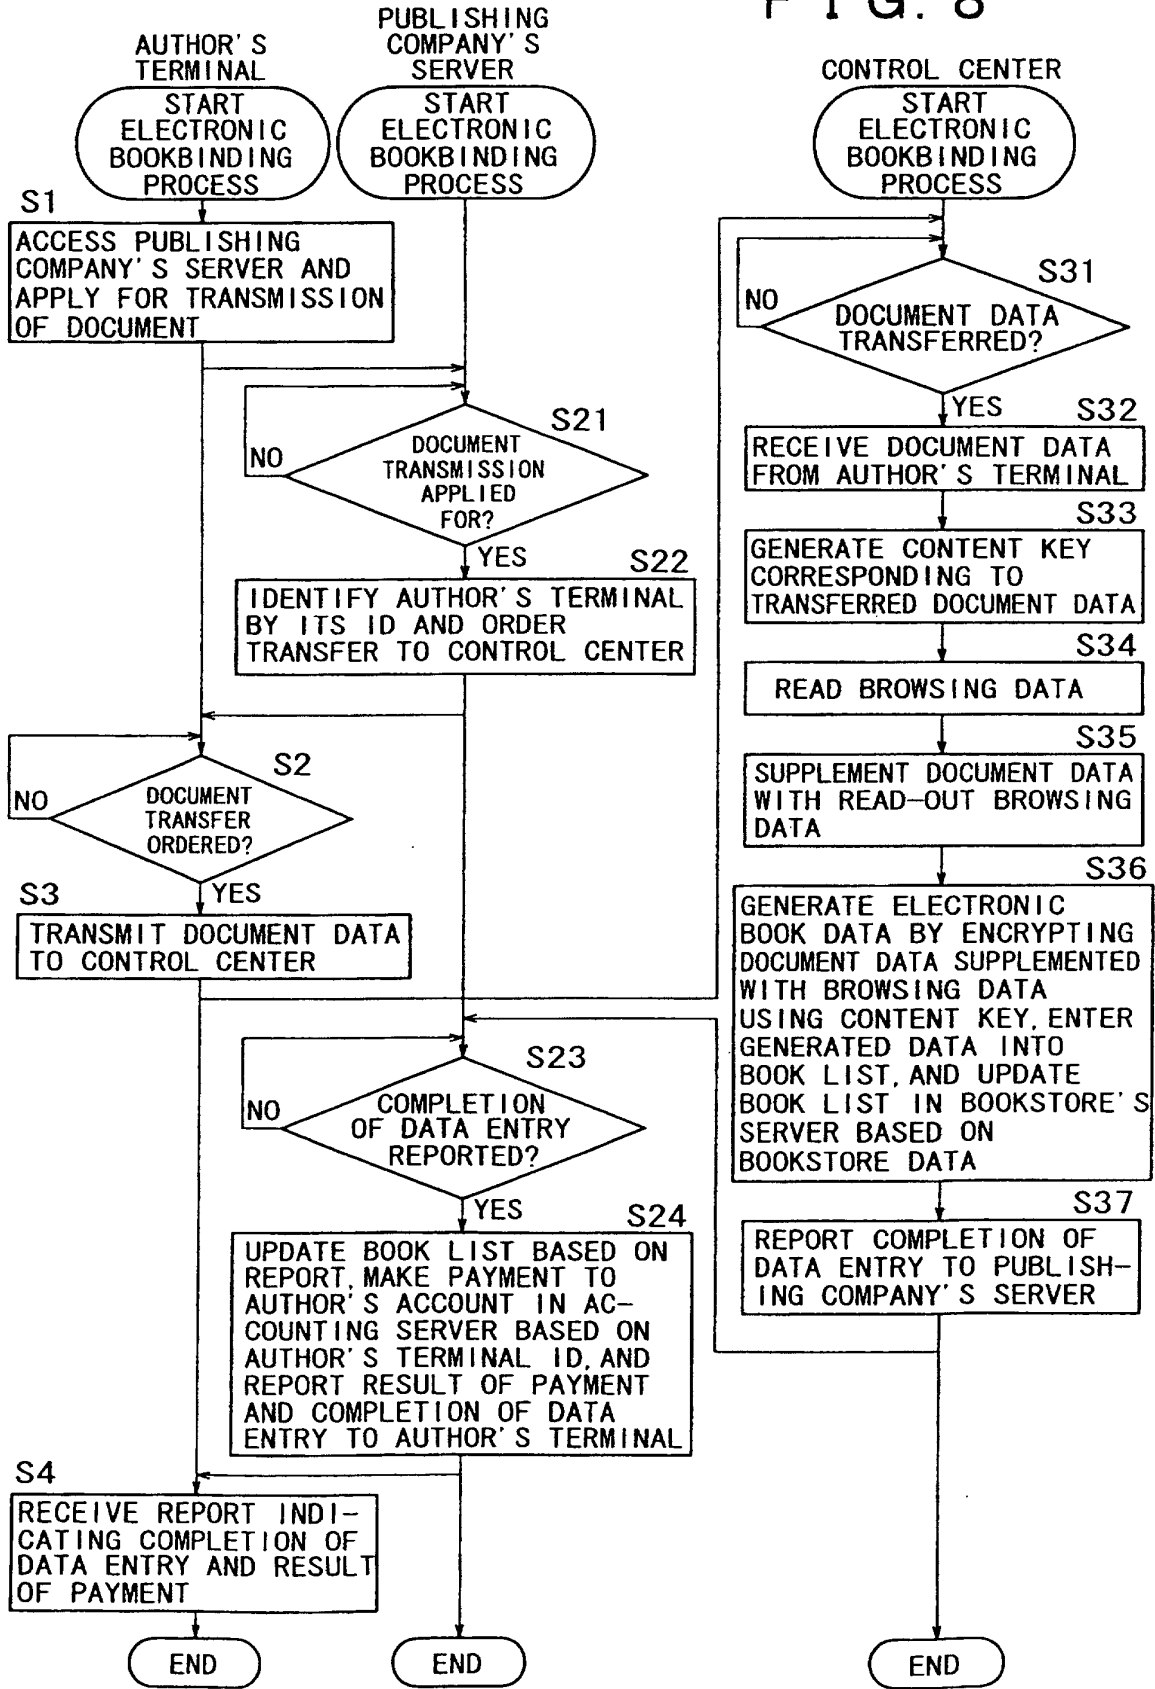 FIG. 8
AUTHOR'S
TERMINAL
START
ELECTRONIC
BOOKBINDING
PROCESS
S1
ACCESS PUBLISHING
COMPANY'S SERVER AND
APPLY FOR TRANSMISSION
OF DOCUMENT
S2
DOCUMENT
TRANSFER
ORDERED?
NO
YES
S3
TRANSMIT DOCUMENT DATA
TO CONTROL CENTER
S4
RECEIVE REPORT INDI-
CATING COMPLETION OF
DATA ENTRY AND RESULT
OF PAYMENT
END
PUBLISHING
COMPANY'S
SERVER
START
ELECTRONIC
BOOKBINDING
PROCESS
S21
DOCUMENT
TRANSMISSION
APPLIED
FOR?
NO
YES
S22
IDENTIFY AUTHOR'S TERMINAL
BY ITS ID AND ORDER
TRANSFER TO CONTROL CENTER
S23
COMPLETION
OF DATA ENTRY
REPORTED?
NO
YES
S24
UPDATE BOOK LIST BASED ON
REPORT, MAKE PAYMENT TO
AUTHOR'S ACCOUNT IN AC-
COUNTING SERVER BASED ON
AUTHOR'S TERMINAL ID, AND
REPORT RESULT OF PAYMENT
AND COMPLETION OF DATA
ENTRY TO AUTHOR'S TERMINAL
END
CONTROL CENTER
START
ELECTRONIC
BOOKBINDING
PROCESS
S31
DOCUMENT DATA
TRANSFERRED?
NO
YES
S32
RECEIVE DOCUMENT DATA
FROM AUTHOR'S TERMINAL
S33
GENERATE CONTENT KEY
CORRESPONDING TO
TRANSFERRED DOCUMENT DATA
S34
READ BROWSING DATA
S35
SUPPLEMENT DOCUMENT DATA
WITH READ-OUT BROWSING
DATA
S36
GENERATE ELECTRONIC
BOOK DATA BY ENCRYPTING
DOCUMENT DATA SUPPLEMENTED
WITH BROWSING DATA
USING CONTENT KEY, ENTER
GENERATED DATA INTO
BOOK LIST, AND UPDATE
BOOK LIST IN BOOKSTORE'S
SERVER BASED ON
BOOKSTORE DATA
S37
REPORT COMPLETION OF
DATA ENTRY TO PUBLISH-
ING COMPANY'S SERVER
END